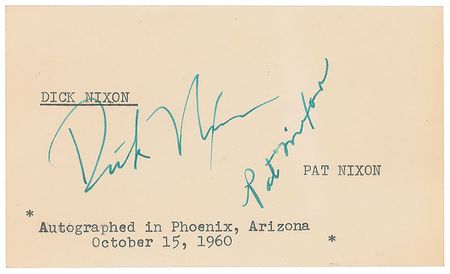 DICK NIXON
Dick Nixon
Pat Nixon
PAT NIXON
*
Autographed in Phoenix, Arizona
October 15, 1960 *